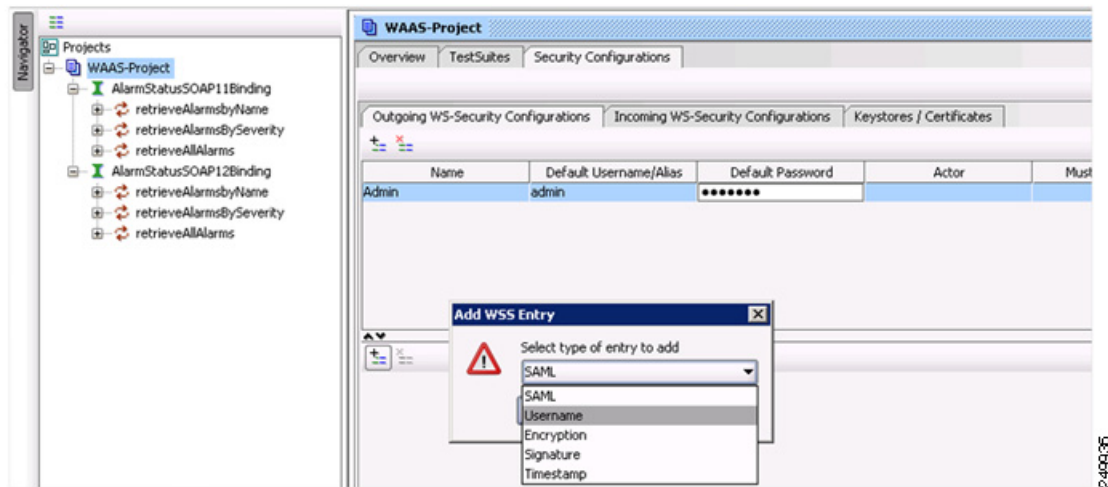 Navigator
Projects
WAAS-Project
AlarmStatusSOAP11Binding
retrieveAlarmsbyName
retrieveAlarmsBySeverity
retrieveAllAlarms
AlarmStatusSOAP12Binding
retrieveAlarmsbyName
retrieveAlarmsBySeverity
retrieveAllAlarms
WAAS-Project
Overview TestSuites Security Configurations
Outgoing WS-Security Configurations Incoming WS-Security Configurations Keystores / Certificates
Name Default Username/Alias Default Password Actor Must
Admin admin •••••••
Add WSS Entry
Select type of entry to add
SAML
SAML
Username
Encryption
Signature
Timestamp
249935